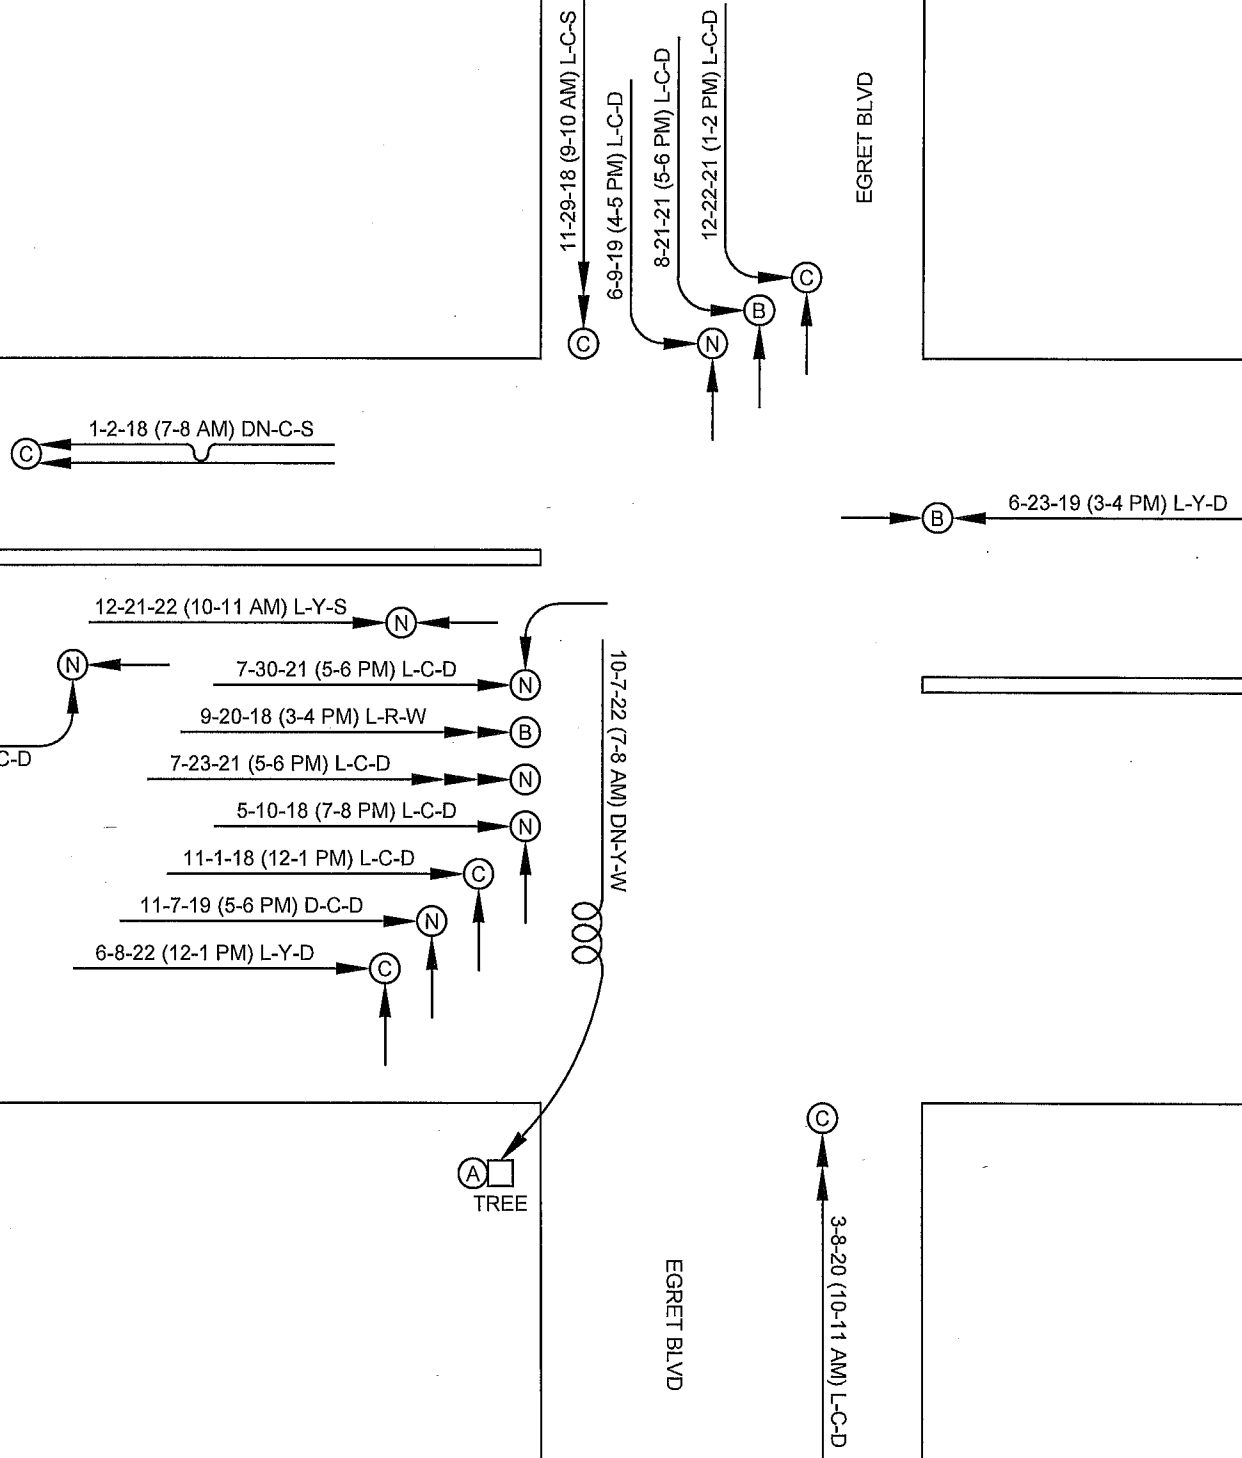 11-29-18 (9-10 AM) L-C-S
6-9-19 (4-5 PM) L-C-D
8-21-21 (5-6 PM) L-C-D
12-22-21 (1-2 PM) L-C-D
EGRET BLVD
C
B
N
C
1-2-18 (7-8 AM) DN-C-S
C
6-23-19 (3-4 PM) L-Y-D
B
12-21-22 (10-11 AM) L-Y-S
N
N
7-30-21 (5-6 PM) L-C-D
N
9-20-18 (3-4 PM) L-R-W
B
C-D
7-23-21 (5-6 PM) L-C-D
N
5-10-18 (7-8 PM) L-C-D
N
10-7-22 (7-8 AM) DN-Y-W
11-1-18 (12-1 PM) L-C-D
C
11-7-19 (5-6 PM) D-C-D
N
6-8-22 (12-1 PM) L-Y-D
C
C
A
TREE
3-8-20 (10-11 AM) L-C-D
EGRET BLVD